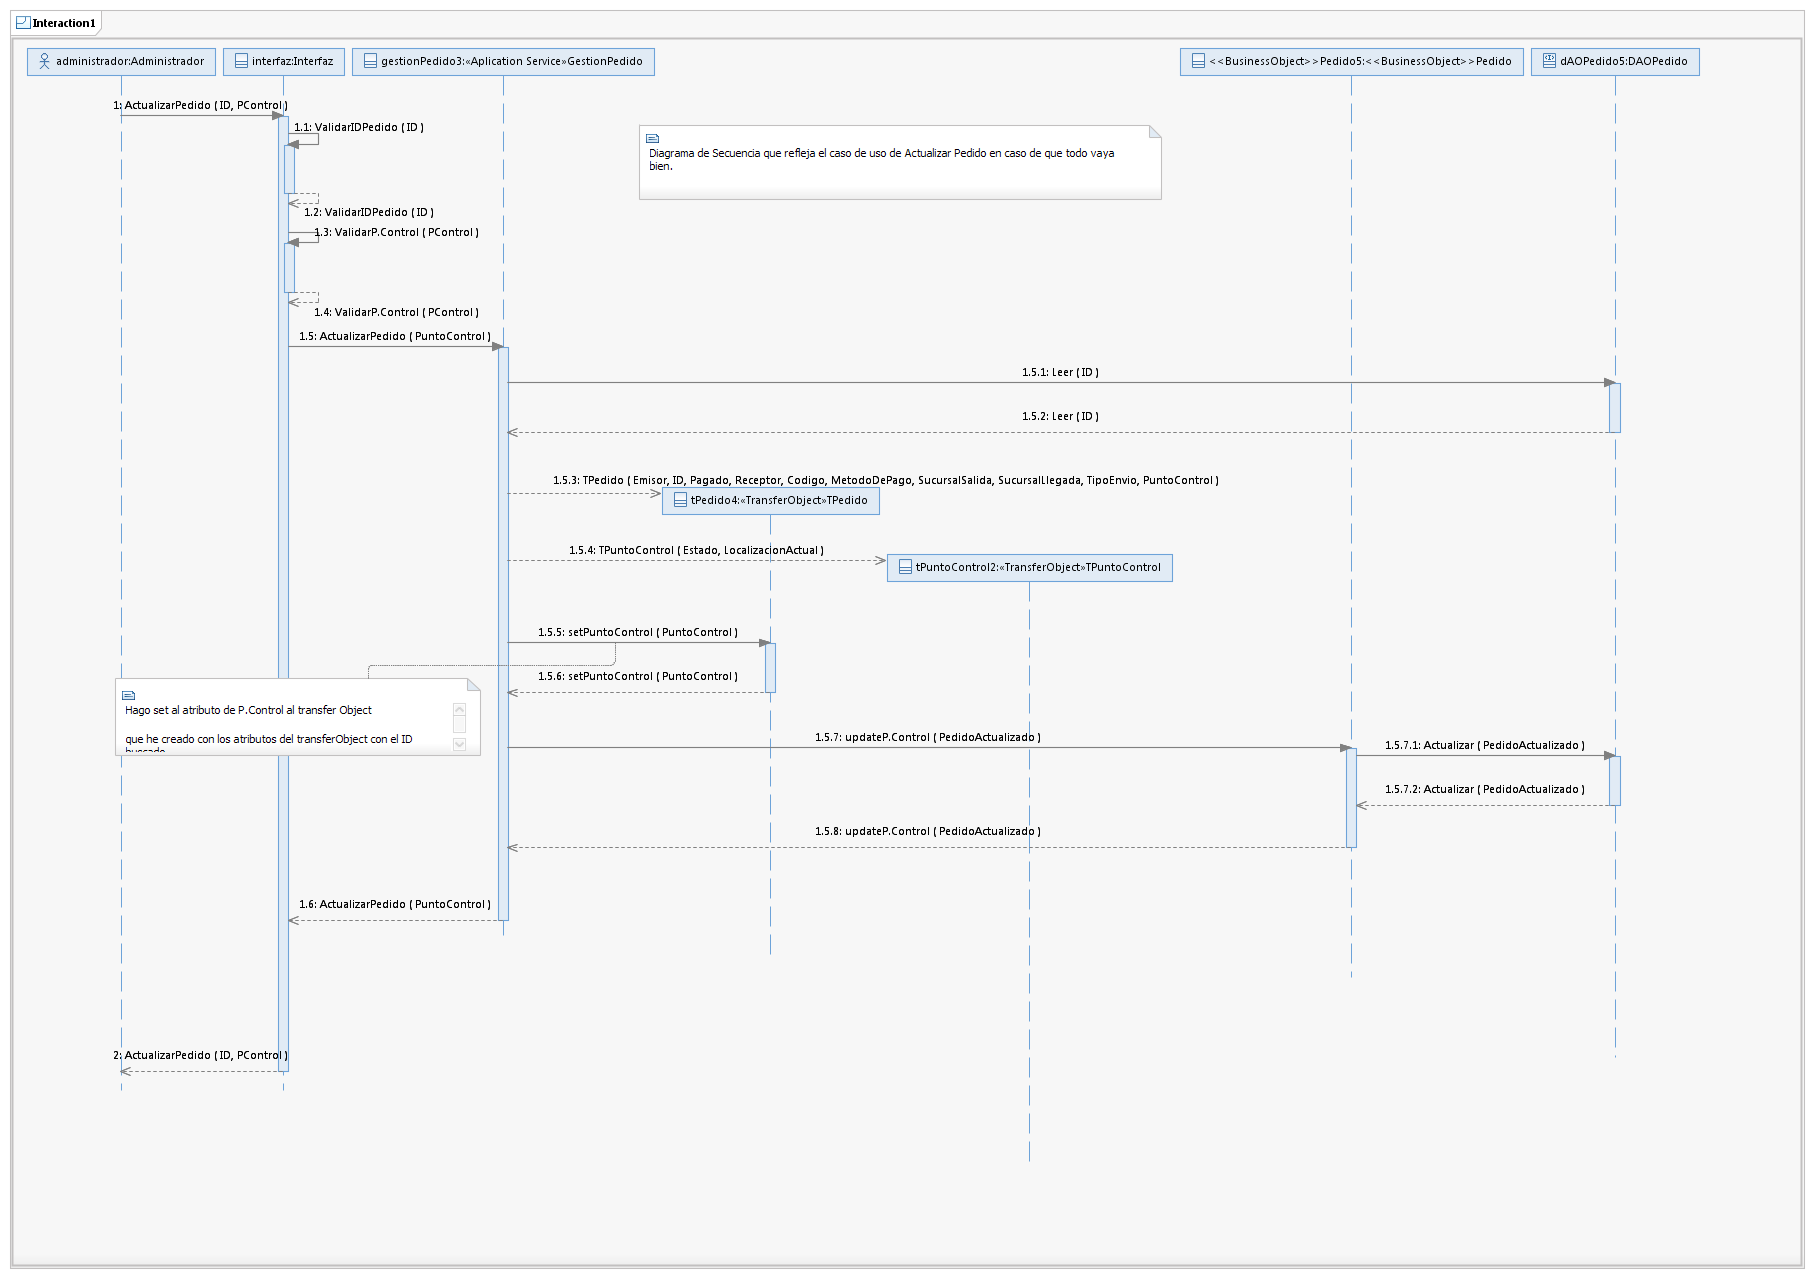 Interaction1
administrador:Administrador
interfaz:Interfaz
gestionPedido3:«Aplication Service»GestionPedido
<<BusinessObject>>Pedido5:<<BusinessObject>>Pedido
dAOPedido5:DAOPedido
1: ActualizarPedido ( ID, PControl )
1.1: ValidarIDPedido ( ID )
Diagrama de Secuencia que refleja el caso de uso de Actualizar Pedido en caso de que todo vaya
bien.
1.2: ValidarIDPedido ( ID )
1.3: ValidarP.Control ( PControl )
1.4: ValidarP.Control ( PControl )
1.5: ActualizarPedido ( PuntoControl )
1.5.1: Leer ( ID )
1.5.2: Leer ( ID )
1.5.3: TPedido ( Emisor, ID, Pagado, Receptor, Codigo, MetodoDePago, SucursalSalida, SucursalLlegada, TipoEnvio, PuntoControl )
tPedido4:«TransferObject»TPedido
1.5.4: TPuntoControl ( Estado, LocalizacionActual )
tPuntoControl2:«TransferObject»TPuntoControl
1.5.5: setPuntoControl ( PuntoControl )
1.5.6: setPuntoControl ( PuntoControl )
Hago set al atributo de P.Control al transfer Object
que he creado con los atributos del transferObject con el ID
buscado
1.5.7: updateP.Control ( PedidoActualizado )
1.5.7.1: Actualizar ( PedidoActualizado )
1.5.7.2: Actualizar ( PedidoActualizado )
1.5.8: updateP.Control ( PedidoActualizado )
1.6: ActualizarPedido ( PuntoControl )
2: ActualizarPedido ( ID, PControl )